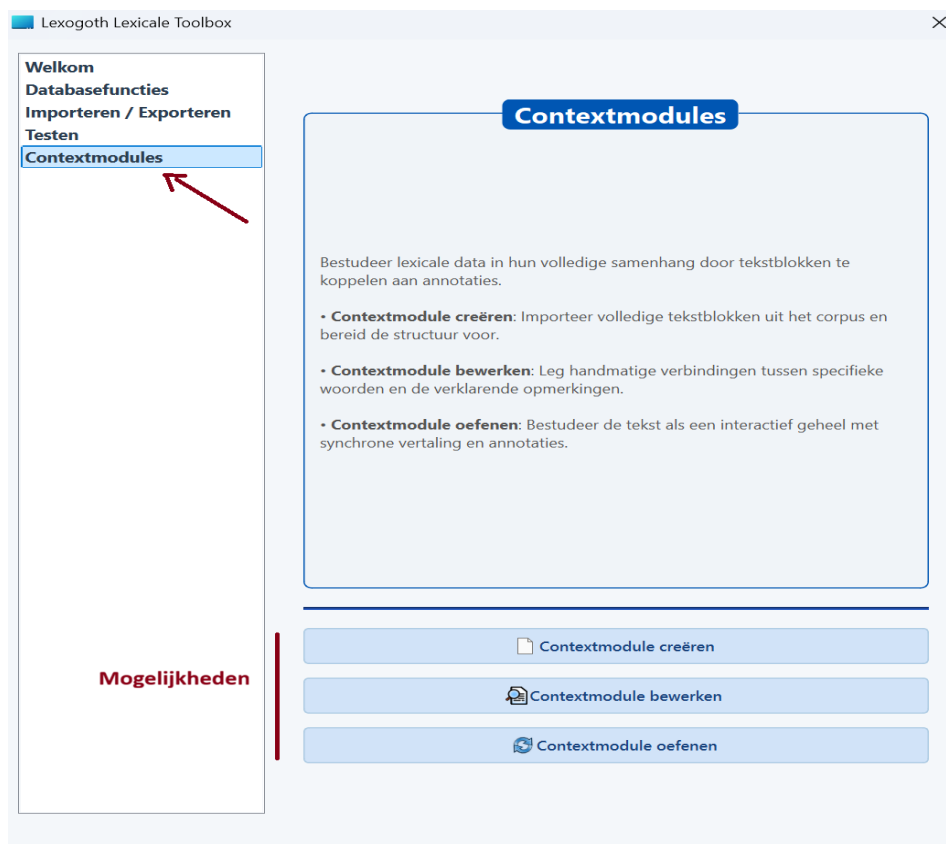 Lexogoth Lexicale Toolbox
Welkom
Databasefuncties
Importeren / Exporteren
Testen
Contextmodules
Contextmodules
Bestudeer lexicale data in hun volledige samenhang door tekstblokken te
koppelen aan annotaties.
• Contextmodule creëren: Importeer volledige tekstblokken uit het corpus en
bereid de structuur voor.
• Contextmodule bewerken: Leg handmatige verbindingen tussen specifieke
woorden en de verklarende opmerkingen.
• Contextmodule oefenen: Bestudeer de tekst als een interactief geheel met
synchrone vertaling en annotaties.
Mogelijkheden
Contextmodule creëren
Contextmodule bewerken
Contextmodule oefenen